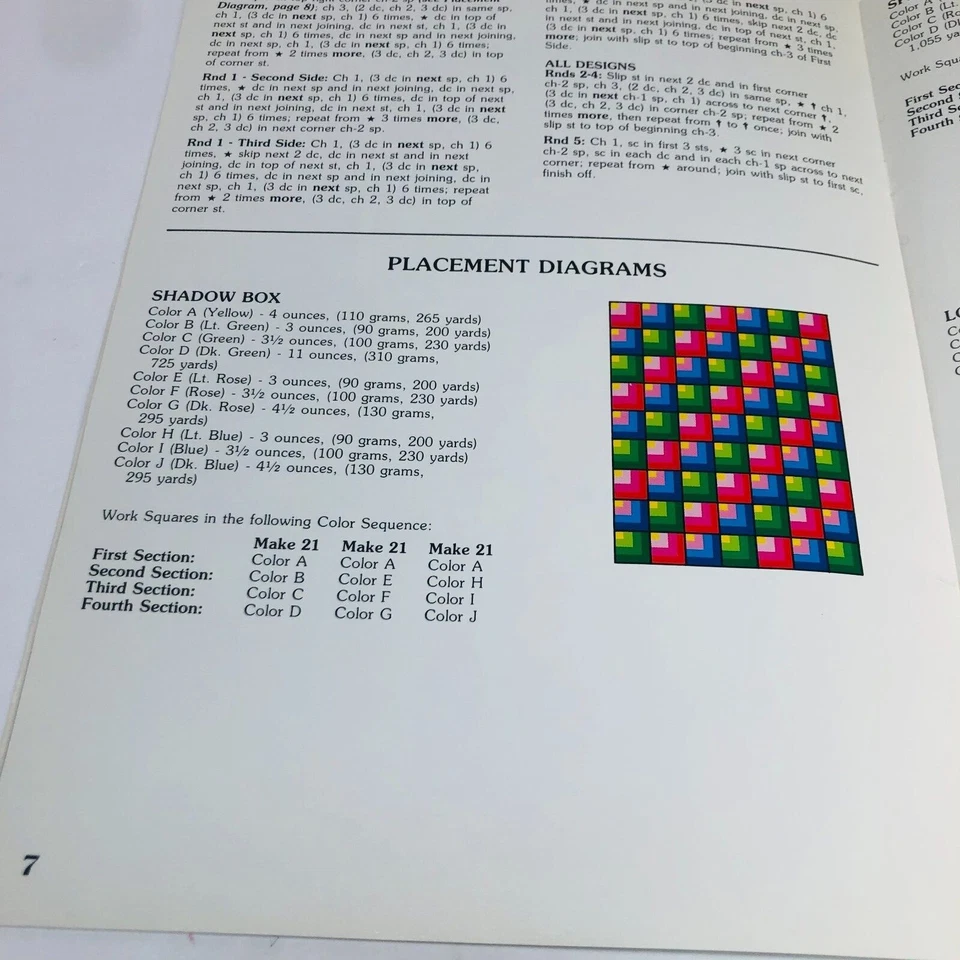 Diagram, page 8), ch 3, (2 dc, ch 2, 3 dc) in same sp,
ch 1, (3 dc in next sp, ch 1) 6 times, ★ dc in top of
next st and in next joining, dc in next st, ch 1, (3 dc in
next sp, ch 1) 6 times, dc in next sp and in next joining,
dc in next sp, ch 1, (3 dc in next sp, ch 1) 6 times;
repeat from ★ 2 times more, (3 dc, ch 2, 3 dc) in top
of corner st.
Rnd 1 - Second Side: Ch 1, (3 dc in next sp, ch 1) 6
times, ★ dc in next sp and in next joining, dc in next sp,
ch 1, (3 dc in next sp, ch 1) 6 times, dc in top of next
st and in next joining, dc in next st, ch 1, (3 dc in next
sp, ch 1) 6 times; repeat from ★ 3 times more, (3 dc,
ch 2, 3 dc) in next corner ch-2 sp.
Rnd 1 - Third Side: Ch 1, (3 dc in next sp, ch 1) 6
times, ★ skip next 2 dc, dc in next st and in next
joining, dc in top of next st, ch 1, (3 dc in next sp,
ch 1) 6 times, dc in next sp and in next joining, dc in
next sp, ch 1, (3 dc in next sp, ch 1) 6 times; repeat
from ★ 2 times more, (3 dc, ch 2, 3 dc) in top of
corner st.
times, ★ dc in next sp and in next joining, dc in next sp,
ch 1, (3 dc in next sp, ch 1) 6 times, skip next 2 dc, dc
in next st and in next joining, dc in top of next st, ch 1,
(3 dc in next sp, ch 1) 6 times; repeat from ★ 3 times
more; join with slip st to top of beginning ch-3 of First
Side.
ALL DESIGNS
Rnds 2-4: Slip st in next 2 dc and in first corner
ch-2 sp, ch 3, (2 dc, ch 2, 3 dc) in same sp, ★ † ch 1,
(3 dc in next ch-1 sp, ch 1) across to next corner †,
(3 dc, ch 2, 3 dc) in corner ch-2 sp; repeat from ★ 2
times more, then repeat from † to † once; join with
slip st to top of beginning ch-3.
Rnd 5: Ch 1, sc in first 3 sts, ★ 3 sc in next corner
ch-2 sp, sc in each dc and in each ch-1 sp across to next
corner; repeat from ★ around; join with slip st to first sc,
finish off.
PLACEMENT DIAGRAMS
SHADOW BOX
Color A (Yellow) - 4 ounces, (110 grams, 265 yards)
Color B (Lt. Green) - 3 ounces, (90 grams, 200 yards)
Color C (Green) - 3½ ounces, (100 grams, 230 yards)
Color D (Dk. Green) - 11 ounces, (310 grams,
725 yards)
Color E (Lt. Rose) - 3 ounces, (90 grams, 200 yards)
Color F (Rose) - 3½ ounces, (100 grams, 230 yards)
Color G (Dk. Rose) - 4½ ounces, (130 grams,
295 yards)
Color H (Lt. Blue) - 3 ounces, (90 grams, 200 yards)
Color I (Blue) - 3½ ounces, (100 grams, 230 yards)
Color J (Dk. Blue) - 4½ ounces, (130 grams,
295 yards)
Work Squares in the following Color Sequence:
Make 21 Make 21 Make 21
First Section: Color A Color A Color A
Second Section: Color B Color E Color H
Third Section: Color C Color F Color I
Fourth Section: Color D Color G Color J
7
Color A
Color B (Lt.
Color C (Ro
Color D (D
1,055 ya
Work Squa
First Sec
Second
Third Se
Fourth